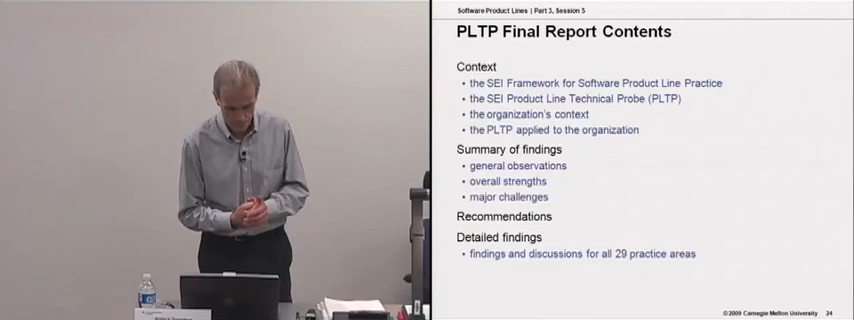 Software Product Lines | Part 3, Session 5
PLTP Final Report Contents
Context
• the SEI Framework for Software Product Line Practice
• the SEI Product Line Technical Probe (PLTP)
• the organization's context
• the PLTP applied to the organization
Summary of findings
• general observations
• overall strengths
• major challenges
Recommendations
Detailed findings
• findings and discussions for all 29 practice areas
© 2009 Carnegie Mellon University 24